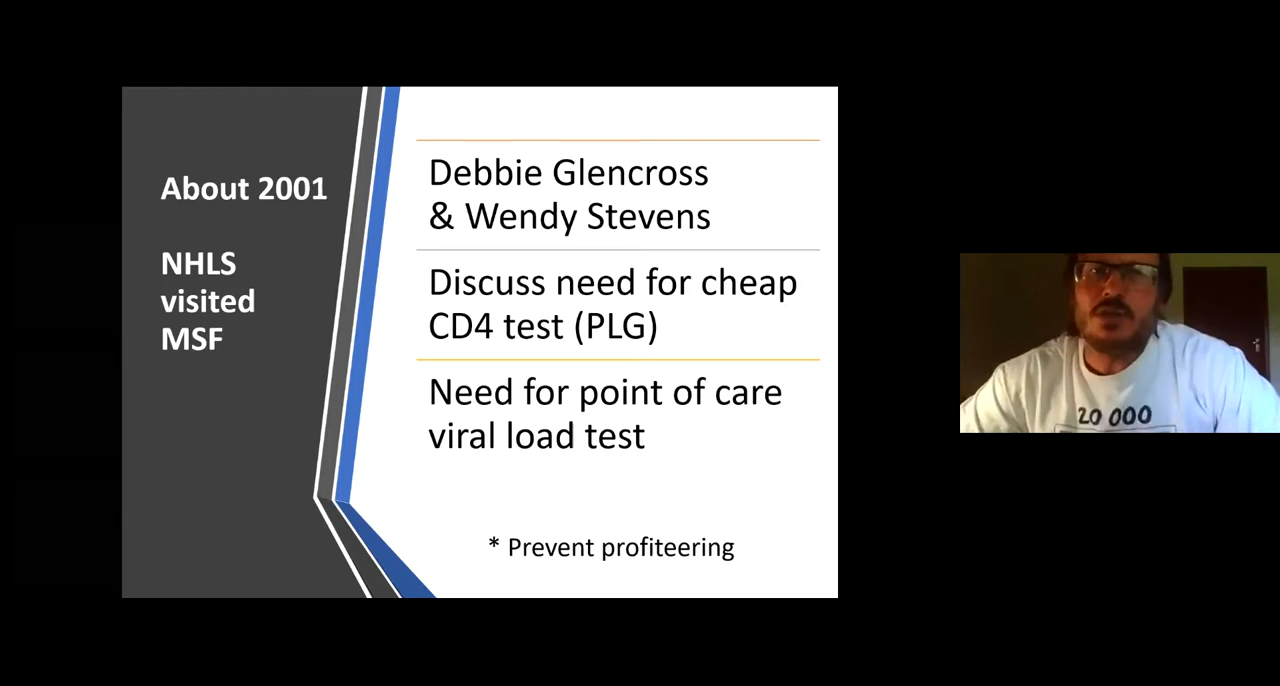 About 2001
NHLS
visited
MSF
Debbie Glencross
& Wendy Stevens
Discuss need for cheap
CD4 test (PLG)
Need for point of care
viral load test
* Prevent profiteering
20 000